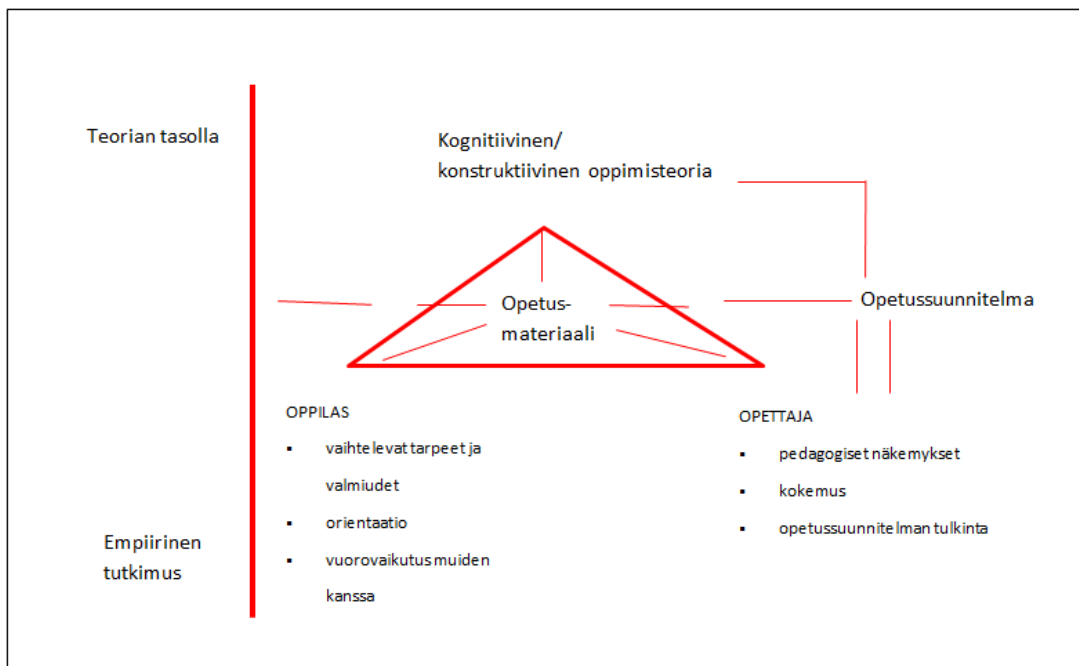 Teorian tasolla
Kognitiivinen/
konstruktiivinen oppimisteoria
Opetus-
materiaali
Opetussuunnitelma
OPPILAS
▪ vaihtelevat tarpeet ja
valmiudet
▪ orientaatio
▪ vuorovaikutus muiden
kanssa
OPETTAJA
▪ pedagogiset näkemykset
▪ kokemus
▪ opetussuunnitelman tulkinta
Empiirinen
tutkimus